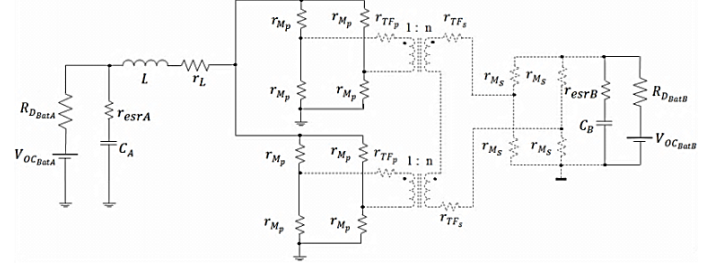 r_{M_p} r_{M_p} r_{TF_p} 1: n r_{TF_s}
L r_L
r_{M_p} r_{M_p}
r_{M_s} r_{M_s}
R_{D_{BatA}} r_{esrA} r_{esrB} R_{D_{BatB}}
V_{OC_{BatA}} C_A C_B V_{OC_{BatB}}
r_{M_s} r_{M_s}
r_{M_p} r_{M_p} r_{TF_p} 1: n
r_{M_p} r_{M_p} r_{TF_s}